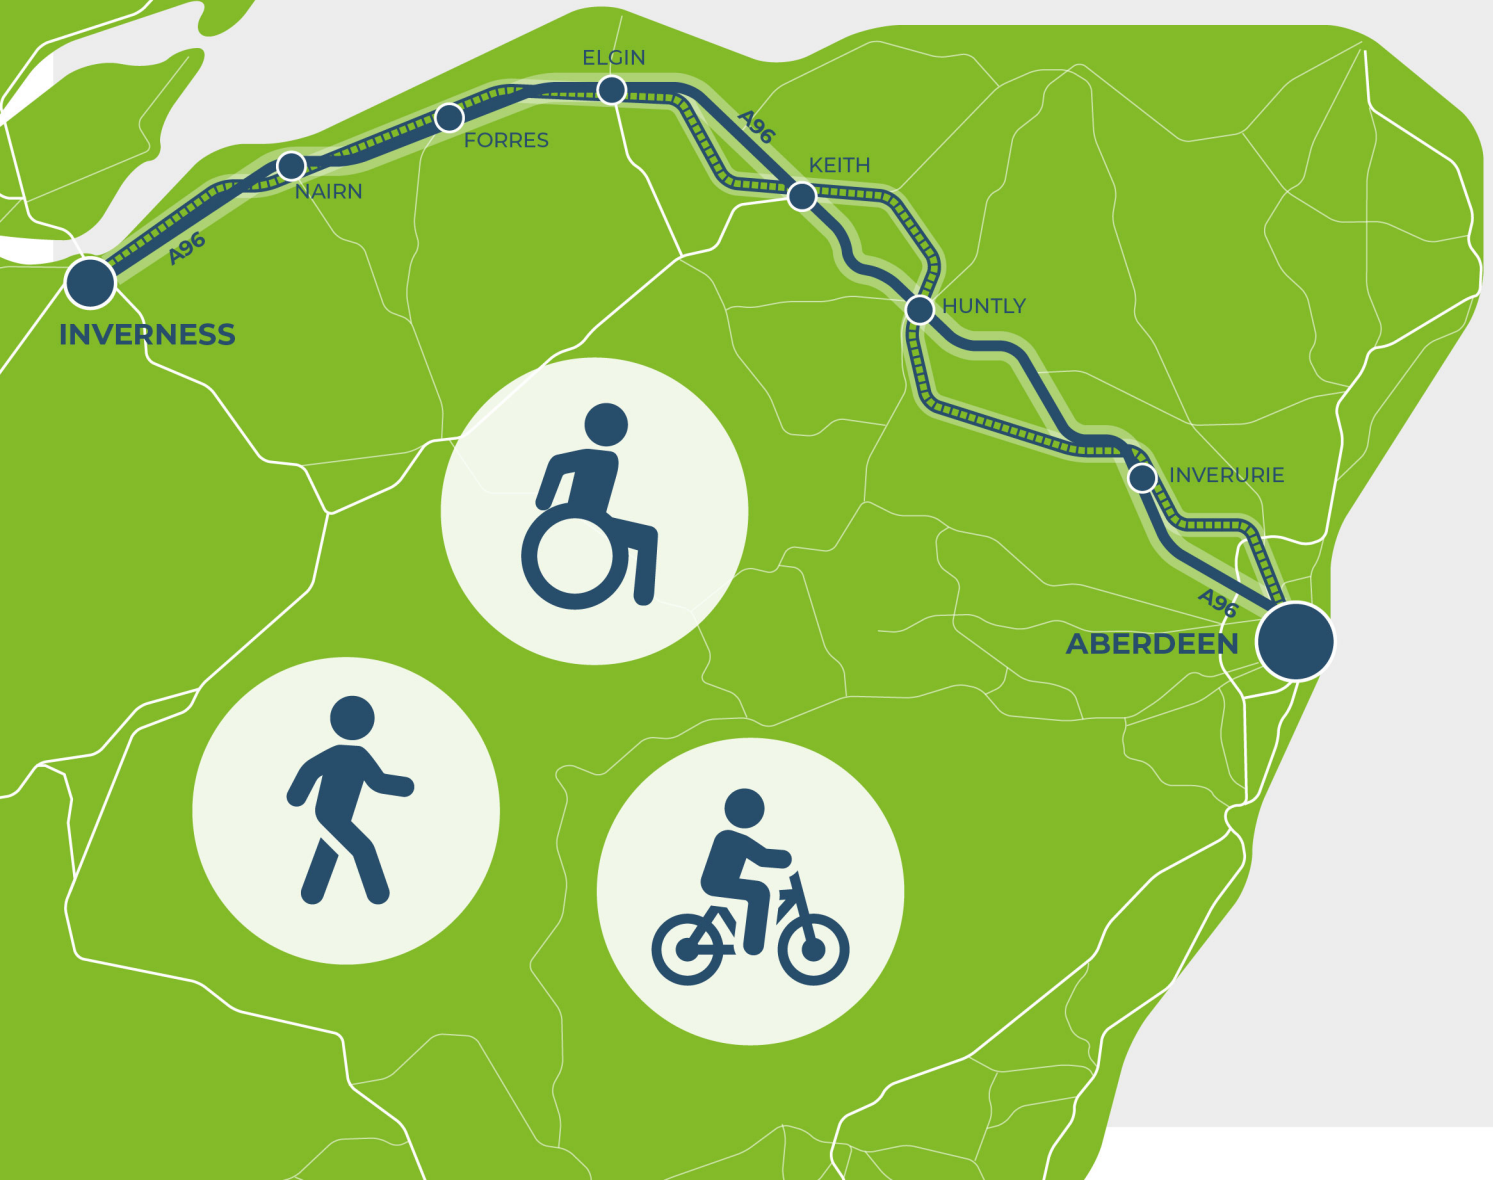 ELGIN
A96
FORRES
KEITH
NAIRN
A96
HUNTLY
INVERNESS
INVERURIE
A96
ABERDEEN